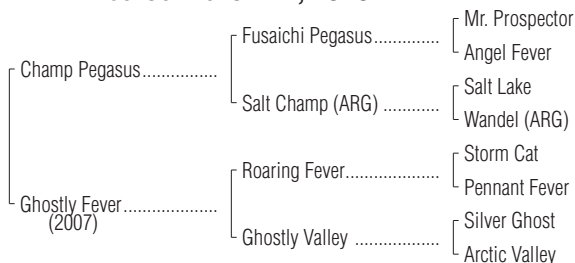 Mr. Prospector
Fusaichi Pegasus..............
Angel Fever
Champ Pegasus................
Salt Lake
Salt Champ (ARG) ............
Wandel (ARG)
Storm Cat
Roaring Fever....................
Pennant Fever
Ghostly Fever....................
(2007)
Silver Ghost
Ghostly Valley ..................
Arctic Valley